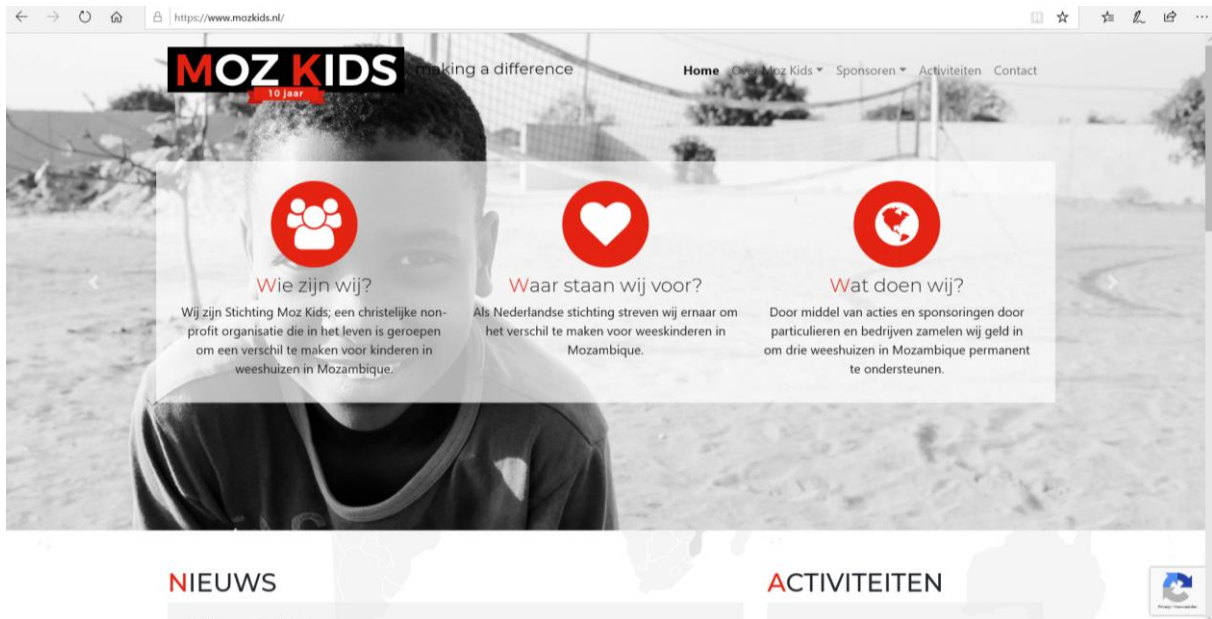 https://www.mozkids.nl/
MOZ KIDS
10 jaar
making a difference
Home Over Moz Kids Sponsoren Activiteiten Contact
Wie zijn wij?
Wij zijn Stichting Moz Kids; een christelijke non-
profit organisatie die in het leven is geroepen
om een verschil te maken voor kinderen in
weeshuizen in Mozambique.
Waar staan wij voor?
Als Nederlandse stichting streven wij ernaar om
het verschil te maken voor weeskinderen in
Mozambique.
Wat doen wij?
Door middel van acties en sponsoringen door
particulieren en bedrijven zamelen wij geld in
om drie weeshuizen in Mozambique permanent
te ondersteunen.
NIEUWS
ACTIVITEITEN